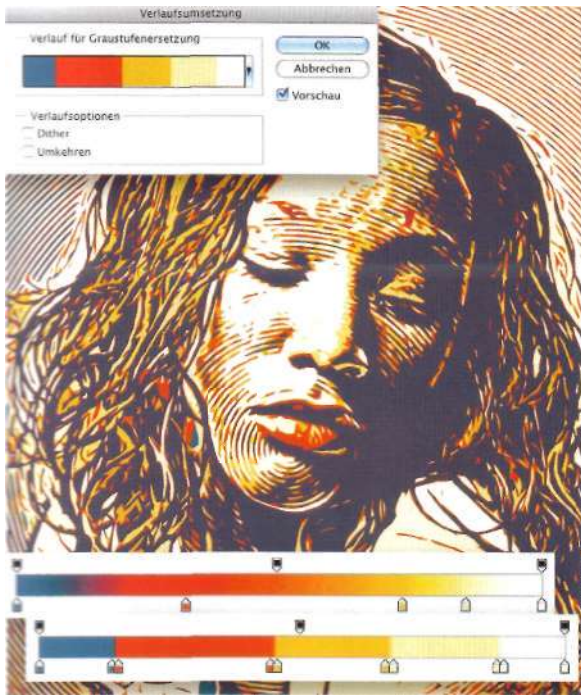 Verlaufsumsetzung
Verlauf für Graustufenersetzung
OK
Abbrechen
Vorschau
Verlaufsoptionen
Dither
Umkehren